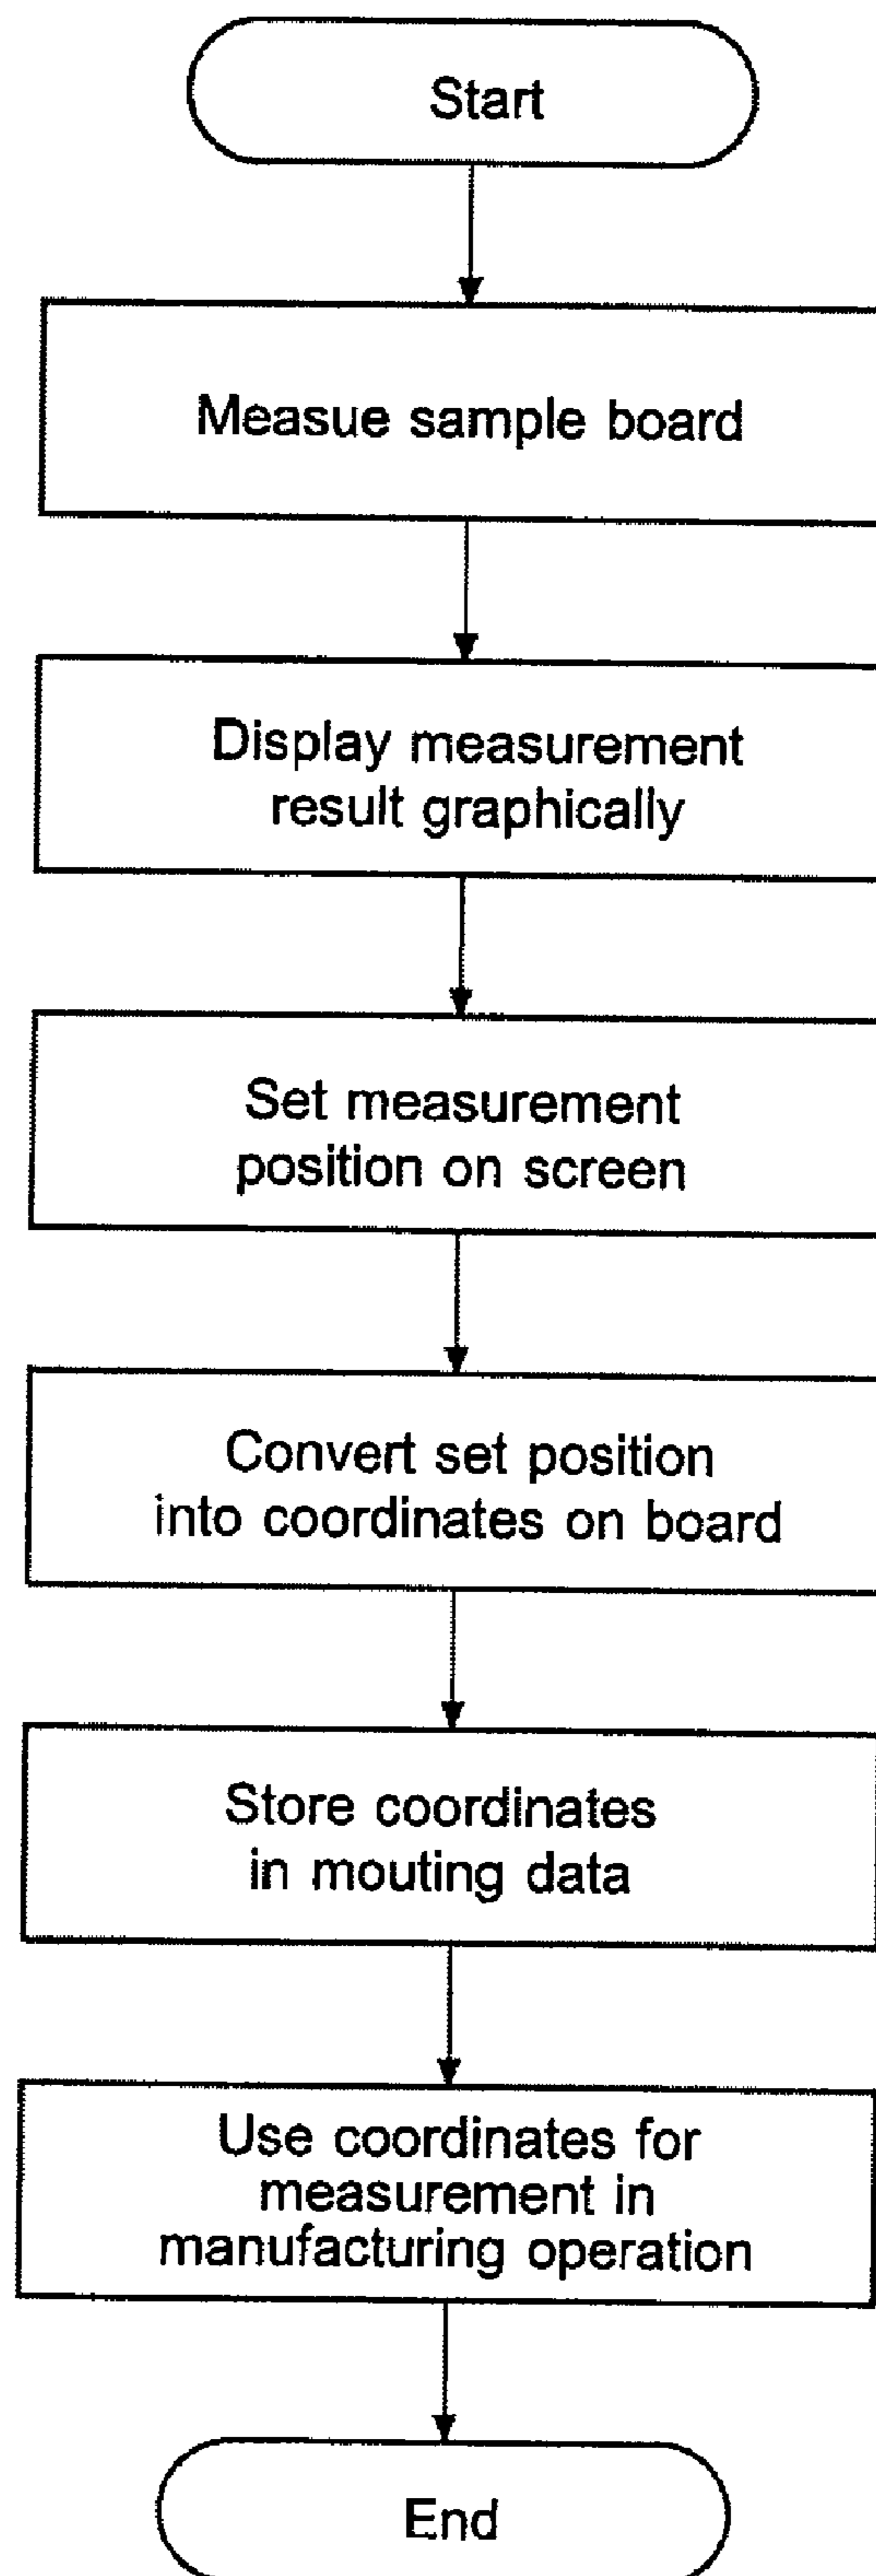 Start
Measue sample board
Display measurement
result graphically
Set measurement
position on screen
Convert set position
into coordinates on board
Store coordinates
in mouting data
Use coordinates for
measurement in
manufacturing operation
End